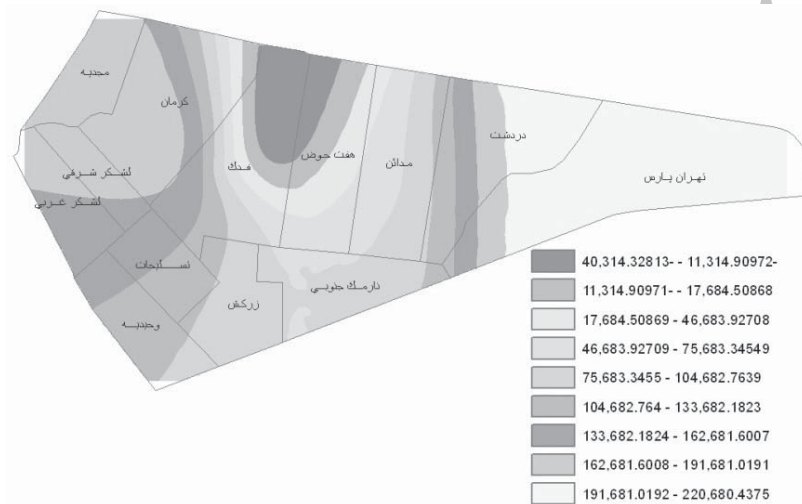 مجدیه
کرمان
لشکر شرقی
لشکر غربی
فدک
هفت حوض
مدائن
دردشت
تهران پارس
تسلیحات
وحیدیه
زرکش
نارمک جنوبی
40,314.32813- - 11,314.90972-
11,314.90971- - 17,684.50868
17,684.50869 - 46,683.92708
46,683.92709 - 75,683.34549
75,683.3455 - 104,682.7639
104,682.764 - 133,682.1823
133,682.1824 - 162,681.6007
162,681.6008 - 191,681.0191
191,681.0192 - 220,680.4375